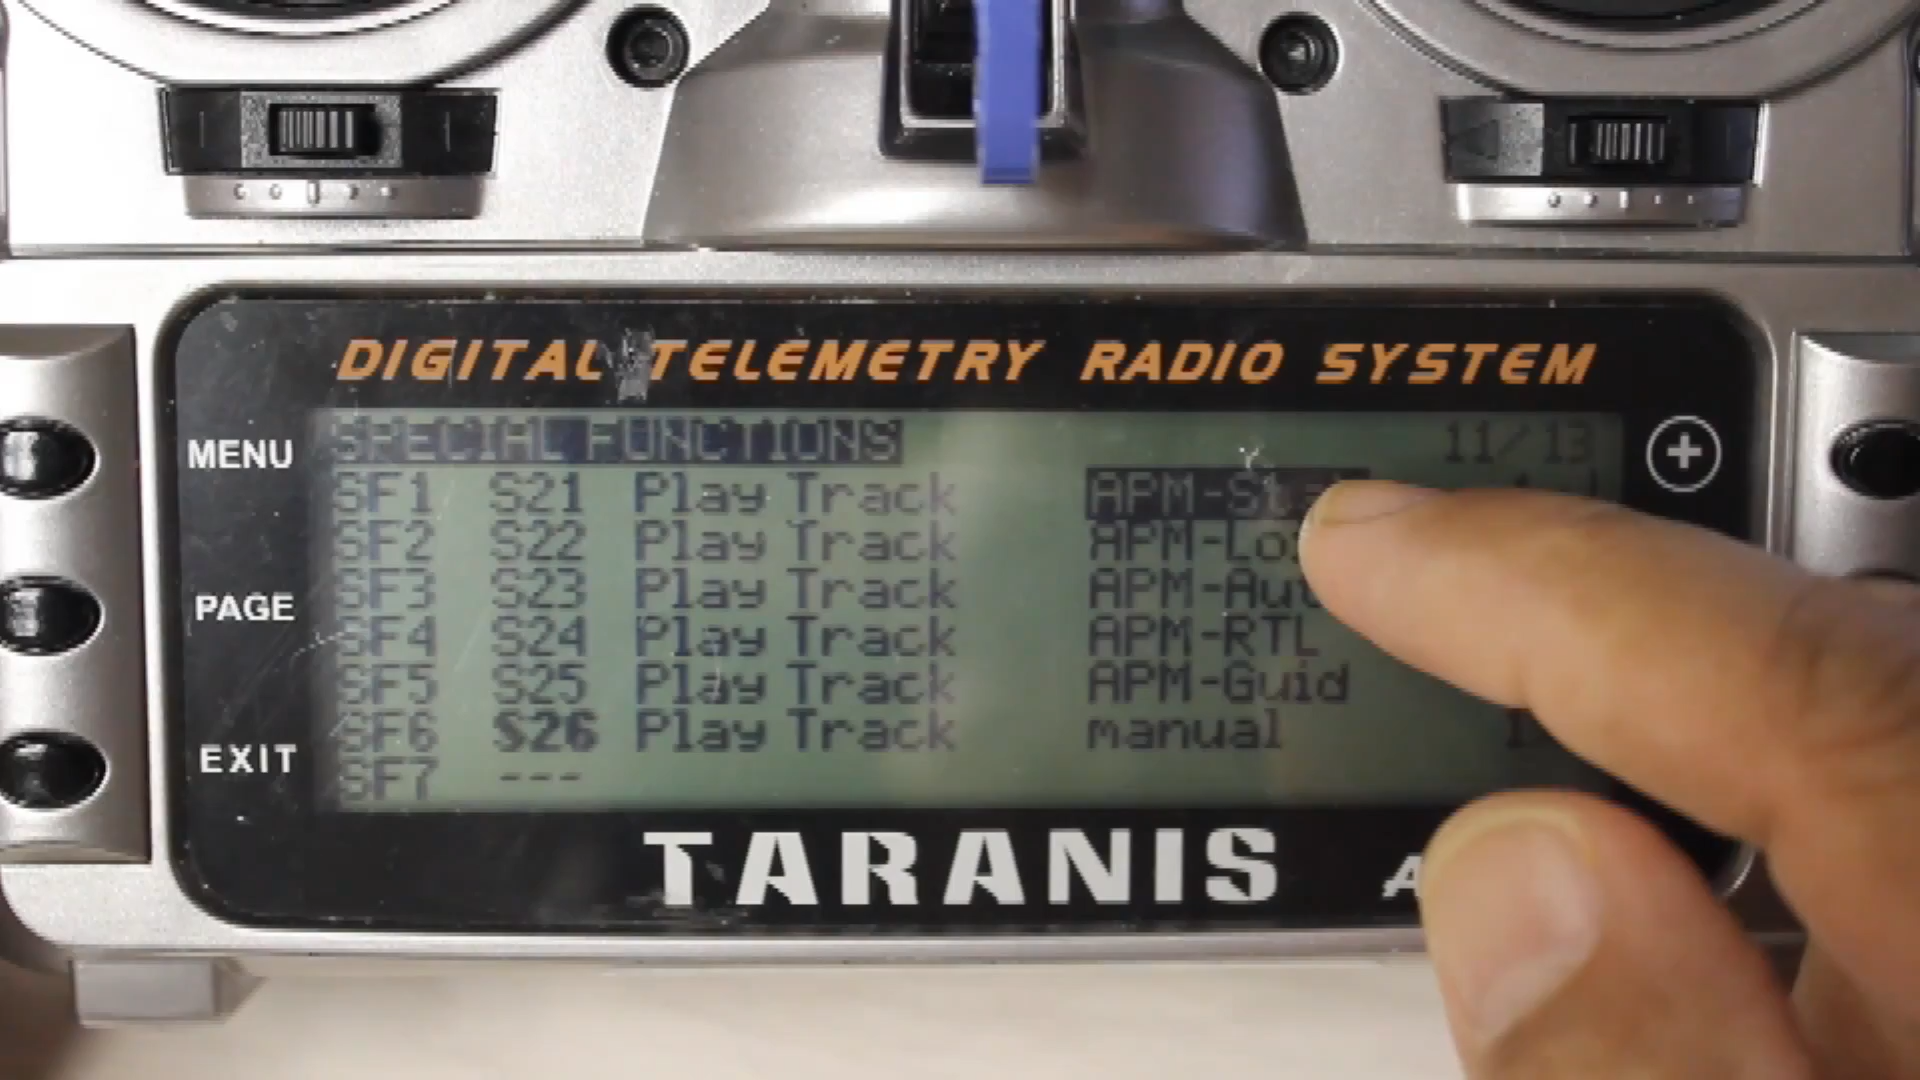 DIGITAL TELEMETRY RADIO SYSTEM
SPECIAL FUNCTIONS 11/13
MENU
SF1 S21 Play Track
SF2 S22 Play Track
SF3 S23 Play Track
PAGE
SF4 S24 Play Track APM-RTL
SF5 S25 Play Track APM-Guid
SF6 S26 Play Track manual
EXIT
SF7 ---
TARANIS